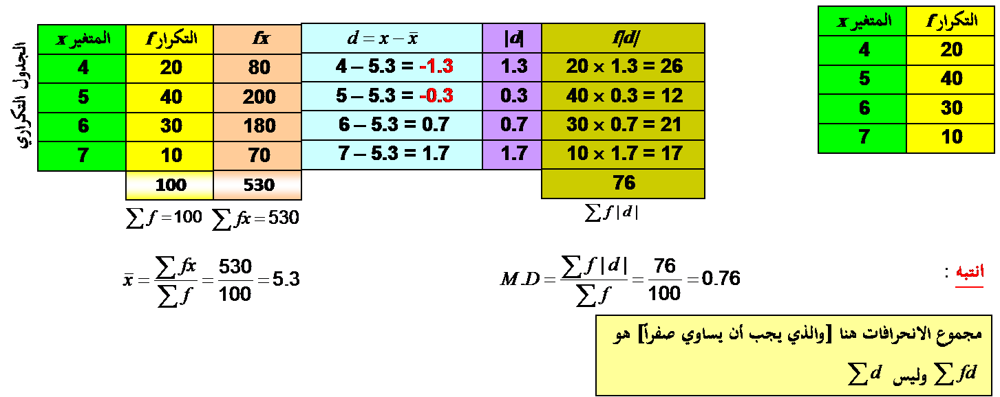 المتغير x التكرار f
4 20
5 40
6 30
7 10
الجدول التكراري
المتغير x التكرار f fx d = x − x̄ |d| f|d/
4 20 80 4 – 5.3 = -1.3 1.3 20 × 1.3 = 26
5 40 200 5 – 5.3 = -0.3 0.3 40 × 0.3 = 12
6 30 180 6 – 5.3 = 0.7 0.7 30 × 0.7 = 21
7 10 70 7 – 5.3 = 1.7 1.7 10 × 1.7 = 17
100 530 76
∑ f = 100 ∑ fx = 530 ∑ f | d |
x̄ = ∑ fx / ∑ f = 530 / 100 = 5.3
M.D = ∑ f | d | / ∑ f = 76 / 100 = 0.76
انتبه :
مجموع الانحرافات هنا [والذي يجب أن يساوي صفراً] هو
∑ fd وليس ∑ d